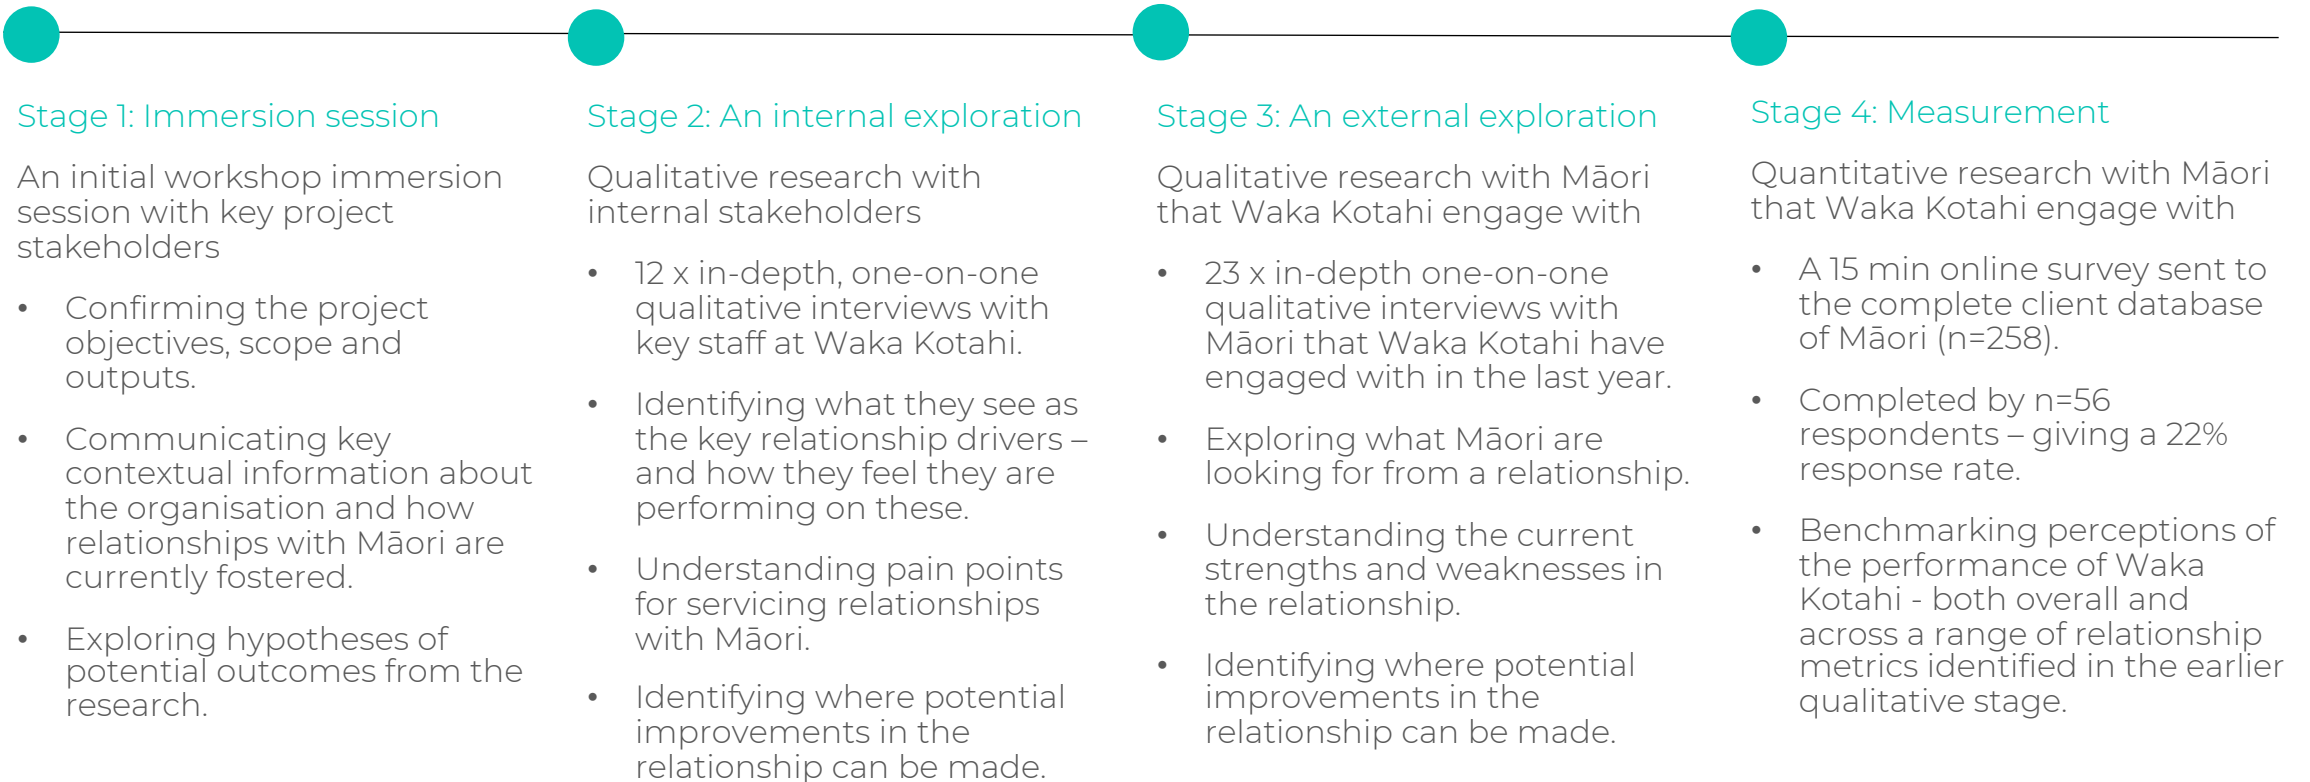 Stage 1: Immersion session
An initial workshop immersion
session with key project
stakeholders
• Confirming the project
objectives, scope and
outputs.
• Communicating key
contextual information about
the organisation and how
relationships with Māori are
currently fostered.
• Exploring hypotheses of
potential outcomes from the
research.
Stage 2: An internal exploration
Qualitative research with
internal stakeholders
• 12 x in-depth, one-on-one
qualitative interviews with
key staff at Waka Kotahi.
• Identifying what they see as
the key relationship drivers –
and how they feel they are
performing on these.
• Understanding pain points
for servicing relationships
with Māori.
• Identifying where potential
improvements in the
relationship can be made.
Stage 3: An external exploration
Qualitative research with Māori
that Waka Kotahi engage with
• 23 x in-depth one-on-one
qualitative interviews with
Māori that Waka Kotahi have
engaged with in the last year.
• Exploring what Māori are
looking for from a relationship.
• Understanding the current
strengths and weaknesses in
the relationship.
• Identifying where potential
improvements in the
relationship can be made.
Stage 4: Measurement
Quantitative research with Māori
that Waka Kotahi engage with
• A 15 min online survey sent to
the complete client database
of Māori (n=258).
• Completed by n=56
respondents – giving a 22%
response rate.
• Benchmarking perceptions of
the performance of Waka
Kotahi - both overall and
across a range of relationship
metrics identified in the earlier
qualitative stage.